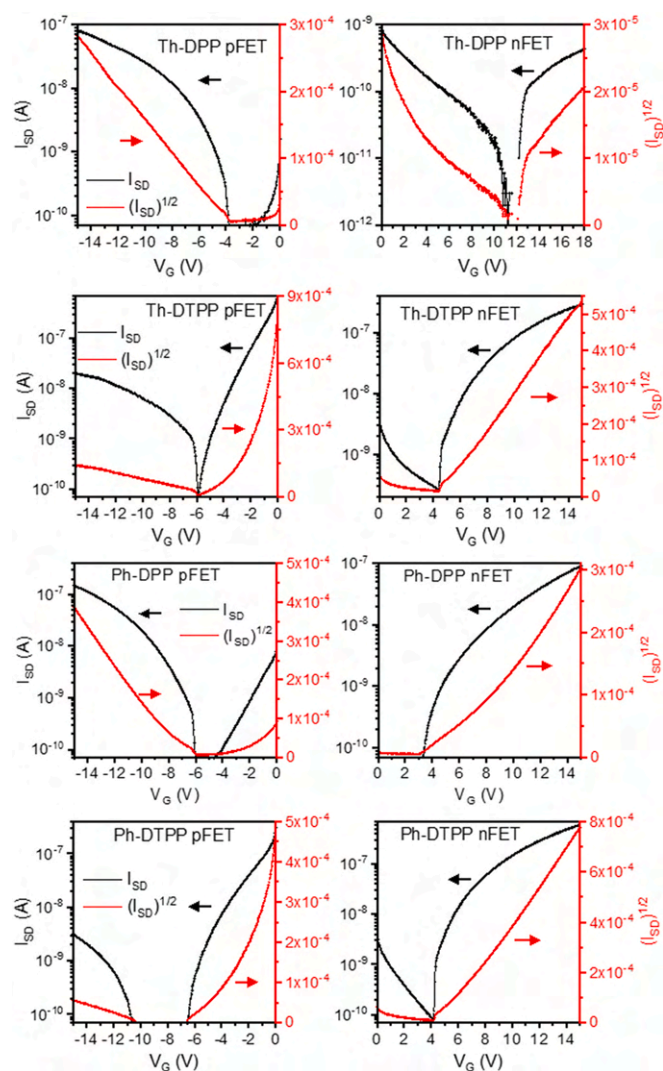 Th-DPP pFET
10⁻⁷
10⁻⁸
10⁻⁹
10⁻¹⁰
I_SD (A)
I_SD
(I_SD)^1/2
3x10⁻⁴
2x10⁻⁴
1x10⁻⁴
0
-14 -12 -10 -8 -6 -4 -2 0
V_G (V)
Th-DPP nFET
10⁻⁹
10⁻¹⁰
10⁻¹¹
10⁻¹²
3x10⁻⁵
2x10⁻⁵
1x10⁻⁵
0
(I_SD)^1/2
0 2 4 6 8 10 12 14 16 18
V_G (V)
Th-DTPP pFET
10⁻⁷
10⁻⁸
10⁻⁹
10⁻¹⁰
I_SD (A)
I_SD
(I_SD)^1/2
9x10⁻⁴
6x10⁻⁴
3x10⁻⁴
0
-14 -12 -10 -8 -6 -4 -2 0
V_G (V)
Th-DTPP nFET
10⁻⁷
10⁻⁸
10⁻⁹
5x10⁻⁴
4x10⁻⁴
3x10⁻⁴
2x10⁻⁴
1x10⁻⁴
0
(I_SD)^1/2
0 2 4 6 8 10 12 14
V_G (V)
Ph-DPP pFET
10⁻⁷
10⁻⁸
10⁻⁹
10⁻¹⁰
I_SD (A)
I_SD
(I_SD)^1/2
5x10⁻⁴
4x10⁻⁴
3x10⁻⁴
2x10⁻⁴
1x10⁻⁴
0
-14 -12 -10 -8 -6 -4 -2 0
V_G (V)
Ph-DPP nFET
10⁻⁷
10⁻⁸
10⁻⁹
10⁻¹⁰
3x10⁻⁴
2x10⁻⁴
1x10⁻⁴
0
(I_SD)^1/2
0 2 4 6 8 10 12 14
V_G (V)
Ph-DTPP pFET
10⁻⁷
10⁻⁸
10⁻⁹
10⁻¹⁰
I_SD (A)
I_SD
(I_SD)^1/2
5x10⁻⁴
4x10⁻⁴
3x10⁻⁴
2x10⁻⁴
1x10⁻⁴
0
-14 -12 -10 -8 -6 -4 -2 0
V_G (V)
Ph-DTPP nFET
10⁻⁷
10⁻⁸
10⁻⁹
10⁻¹⁰
8x10⁻⁴
6x10⁻⁴
4x10⁻⁴
2x10⁻⁴
0
(I_SD)^1/2
0 2 4 6 8 10 12 14
V_G (V)